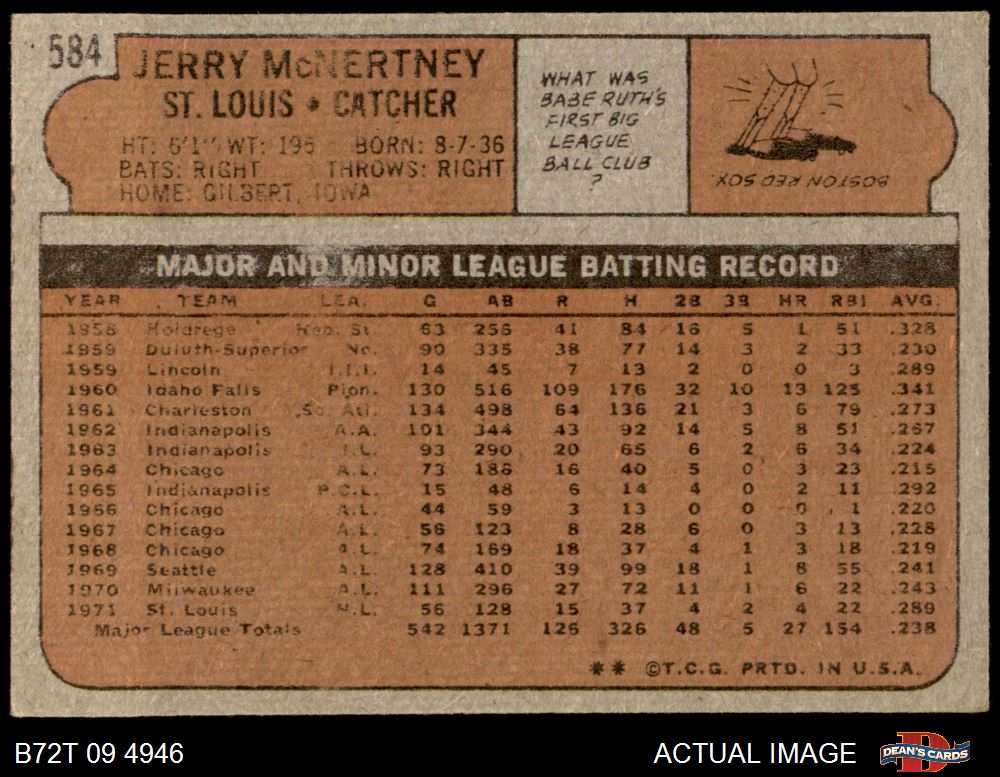 584
JERRY McNERTNEY
ST. LOUIS • CATCHER
HT: 6'1" WT: 195 BORN: 8-7-36
BATS: RIGHT THROWS: RIGHT
HOME: GILBERT, IOWA
WHAT WAS
BABE RUTH'S
FIRST BIG
LEAGUE
BALL CLUB
?
BOSTON RED SOX.
MAJOR AND MINOR LEAGUE BATTING RECORD
YEAR TEAM LEA. G AB R H 2B 3B HR RBI AVG.
1958 Holdrege Neb. St. 63 256 41 84 16 5 1 51 .328
1959 Duluth-Superior No. 90 335 38 77 14 3 2 33 .230
1959 Lincoln I.I.I. 14 45 7 13 2 0 0 3 .289
1960 Idaho Falls Pion. 130 516 109 176 32 10 13 125 .341
1961 Charleston So. Atl. 134 498 64 136 21 3 6 79 .273
1962 Indianapolis A.A. 101 344 43 92 14 5 8 51 .267
1963 Indianapolis I.L. 93 290 20 65 6 2 6 34 .224
1964 Chicago A.L. 73 186 16 40 5 0 3 23 .215
1965 Indianapolis P.C.L. 15 48 6 14 4 0 2 11 .292
1966 Chicago A.L. 44 59 3 13 0 0 0 1 .220
1967 Chicago A.L. 56 123 8 28 6 0 3 13 .228
1968 Chicago A.L. 74 169 18 37 4 1 3 18 .219
1969 Seattle A.L. 128 410 39 99 18 1 8 55 .241
1970 Milwaukee A.L. 111 296 27 72 11 1 6 22 .243
1971 St. Louis N.L. 56 128 15 37 4 2 4 22 .289
Major League Totals 542 1371 126 326 48 5 27 154 .238
** ©T.C.G. PRTD. IN U.S.A.
B72T 09 4946 ACTUAL IMAGE DEAN'S CARDS